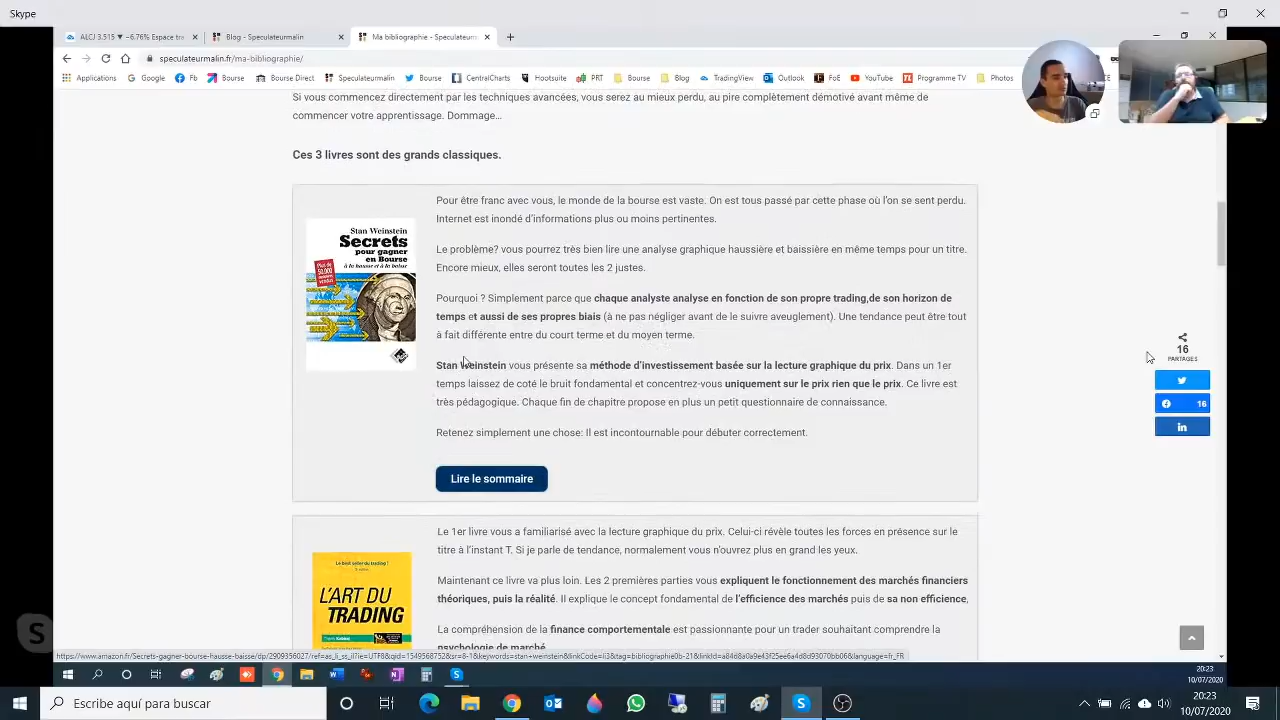 Skype
ALCJ 3.515 ▼ −6.76% Espace tra
Blog - Speculateurmalin
Ma bibliographie - Speculateurm
speculateurmalin.fr/ma-bibliographie/
Applications
Google
Fb
Bourse
Bourse Direct
Speculateurmalin
Bourse
CentralCharts
Hootsuite
PRT
Bourse
Blog
TradingView
Outlook
FoE
YouTube
Programme TV
Photos
Si vous commencez directement par les techniques avancées, vous serez au mieux perdu, au pire complètement démotivé avant même de
commencer votre apprentissage. Dommage...
Ces 3 livres sont des grands classiques.
Stan Weinstein
Secrets
pour gagner
en Bourse
à la hausse et à la baisse
Pour être franc avec vous, le monde de la bourse est vaste. On est tous passé par cette phase où l'on se sent perdu.
Internet est inondé d'informations plus ou moins pertinentes.
Le problème? vous pourrez très bien lire une analyse graphique haussière et baissière en même temps pour un titre.
Encore mieux, elles seront toutes les 2 justes.
Pourquoi ? Simplement parce que chaque analyste analyse en fonction de son propre trading,de son horizon de
temps et aussi de ses propres biais (à ne pas négliger avant de le suivre aveuglement). Une tendance peut être tout
à fait différente entre du court terme et du moyen terme.
Stan Weinstein vous présente sa méthode d'investissement basée sur la lecture graphique du prix. Dans un 1er
temps laissez de coté le bruit fondamental et concentrez-vous uniquement sur le prix rien que le prix. Ce livre est
très pédagogique. Chaque fin de chapitre propose en plus un petit questionnaire de connaissance.
Retenez simplement une chose: Il est incontournable pour débuter correctement.
Lire le sommaire
16
PARTAGES
16
Le best seller du trading !
L'ART DU
TRADING
Le 1er livre vous a familiarisé avec la lecture graphique du prix. Celui-ci révèle toutes les forces en présence sur le
titre à l'instant T. Si je parle de tendance, normalement vous n'ouvrez plus en grand les yeux.
Maintenant ce livre va plus loin. Les 2 premières parties vous expliquent le fonctionnement des marchés financiers
théoriques, puis la réalité. Il explique le concept fondamental de l'efficience des marchés puis de sa non efficience,
La compréhension de la finance comportementale est passionnante pour un trader souhaitant comprendre la
psychologie de marché.
20:23
10/07/2020
Escribe aquí para buscar
20:23
10/07/2020